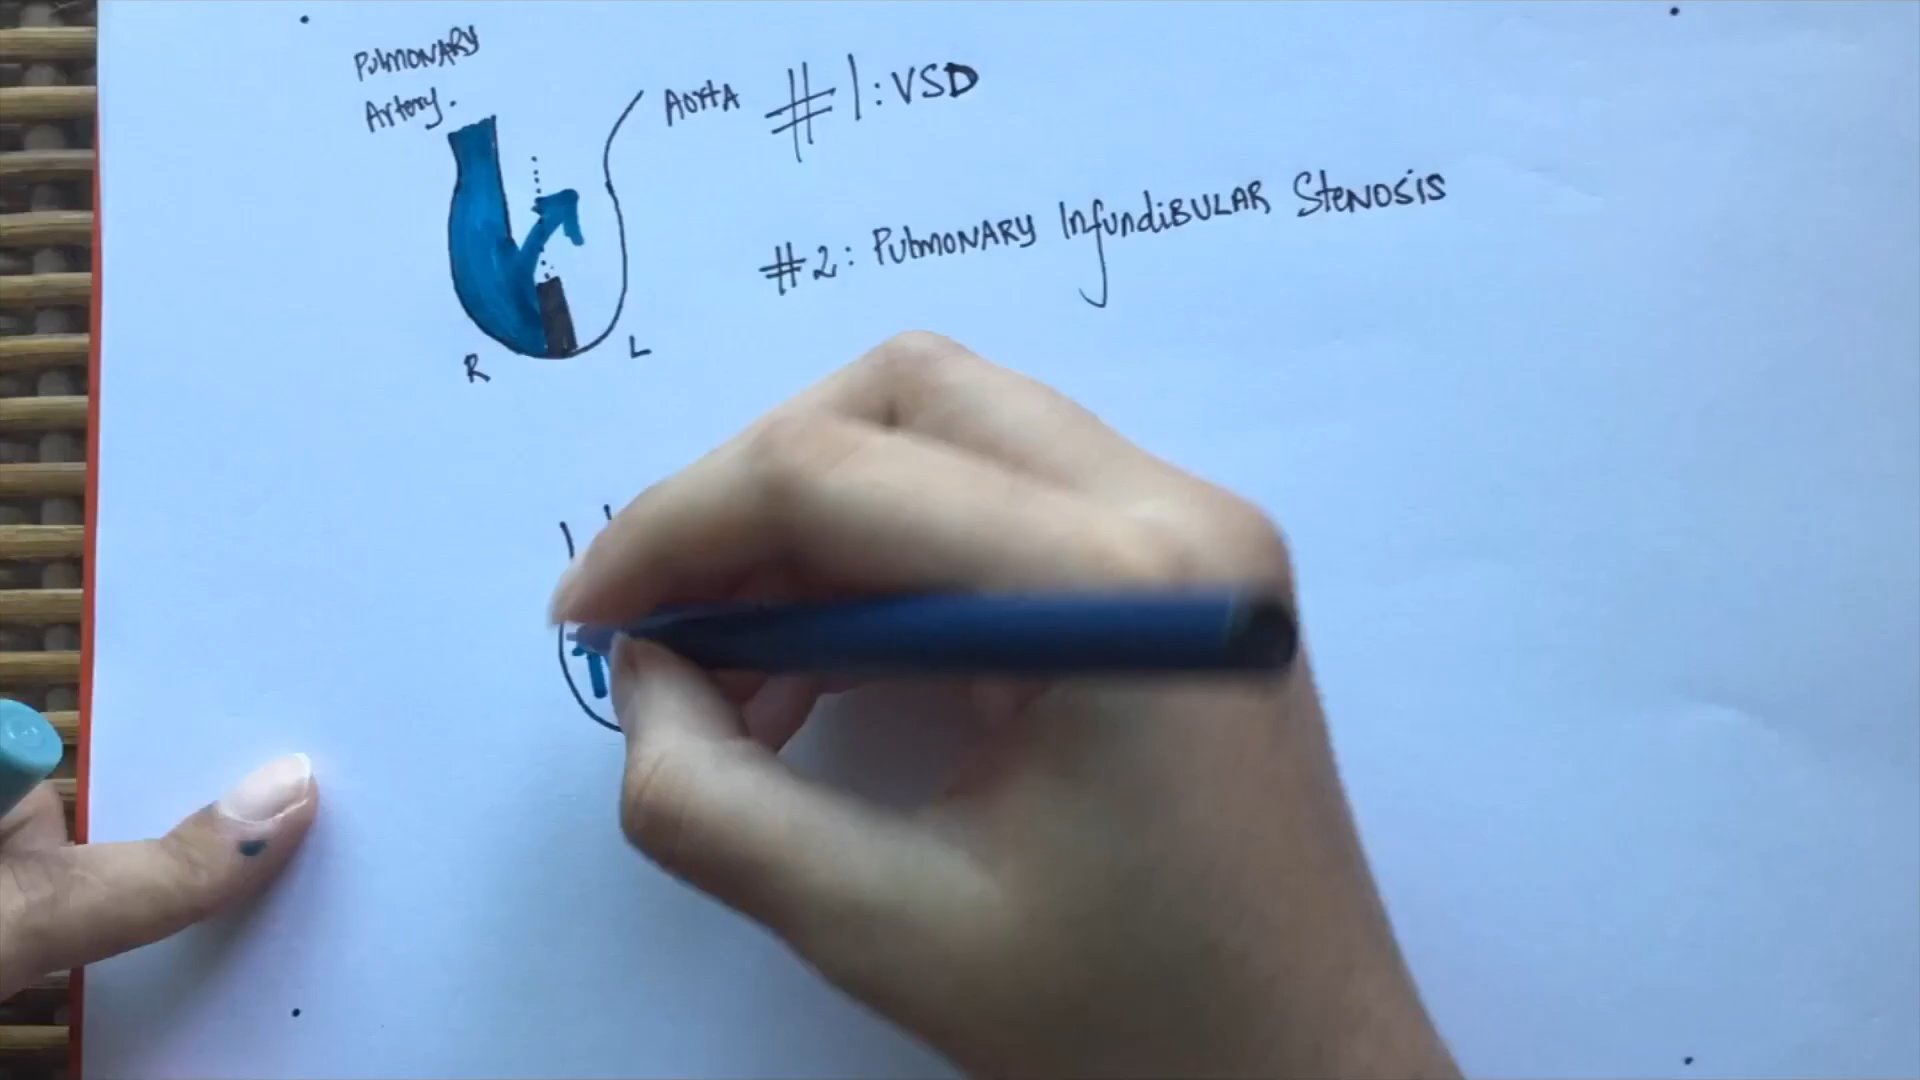 Pulmonary
Artery.
Aorta
#1: VSD
#2: Pulmonary Infundibular Stenosis
R
L